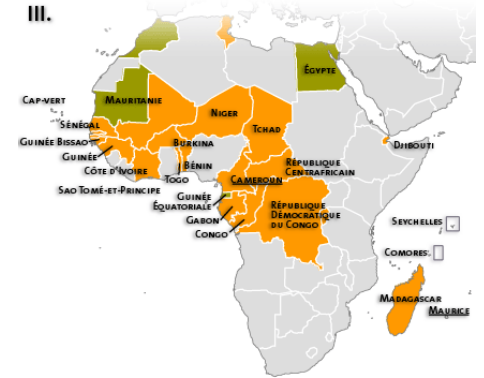 III.
ÉGYPTE
CAP-VERT
MAURITANIE
NIGER
TCHAD
SÉNÉGAL
GUINÉE BISSAO
BURKINA
DJIBOUTI
GUINÉE
BÉNIN
RÉPUBLIQUE
CENTRAFRICAIN
CÔTE D'IVOIRE
TOGO
CAMEROUN
SAO TOMÉ-ET-PRINCIPE
GUINÉE
ÉQUATORIALE
RÉPUBLIQUE
DÉMOCRATIQUE
DU CONGO
GABON
CONGO
SEYCHELLES
COMORES
MADAGASCAR
MAURICE